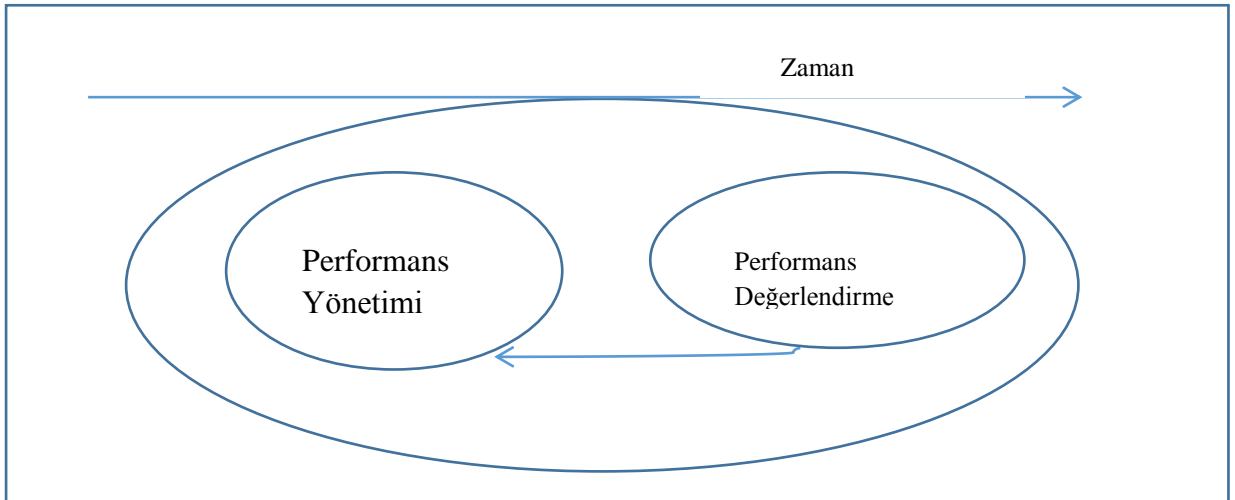 Zaman
Performans
Yönetimi
Performans
Değerlendirme